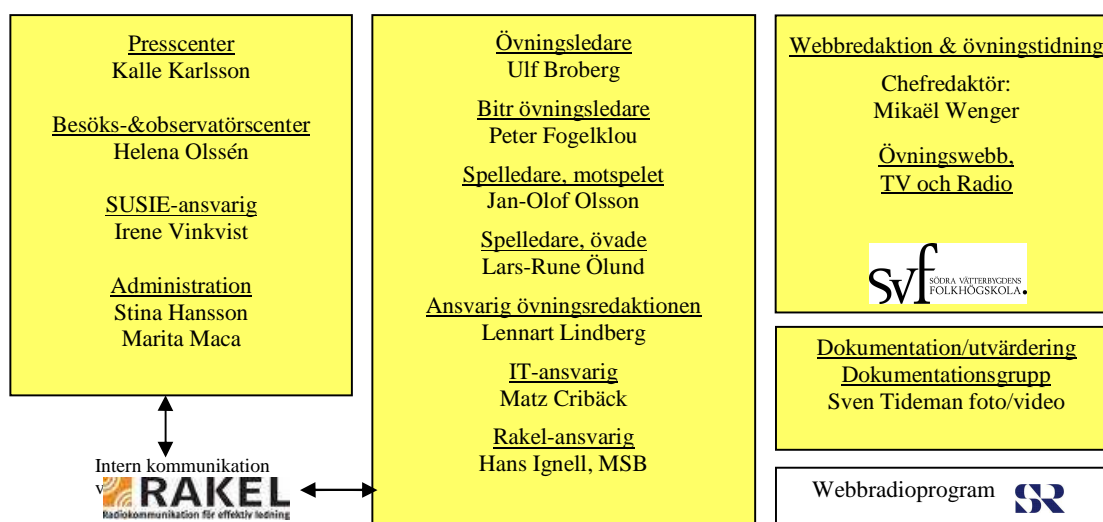 Presscenter
Kalle Karlsson
Besöks-&observatörscenter
Helena Olssén
SUSIE-ansvarig
Irene Vinkvist
Administration
Stina Hansson
Marita Maca
Intern kommunikation
RAKEL
Radiokommunikation för effektiv ledning
Övningsledare
Ulf Broberg
Bitr övningsledare
Peter Fogelklou
Spelledare, motspelet
Jan-Olof Olsson
Spelledare, övade
Lars-Rune Ölund
Ansvarig övningsredaktionen
Lennart Lindberg
IT-ansvarig
Matz Cribäck
Rakel-ansvarig
Hans Ignell, MSB
Webbredaktion & övningstidning
Chefredaktör:
Mikaël Wenger
Övningswebb,
TV och Radio
svf SÖDRA VÄTTERBYGDENS
FOLKHÖGSKOLA.
Dokumentation/utvärdering
Dokumentationsgrupp
Sven Tideman foto/video
Webbradioprogram SR